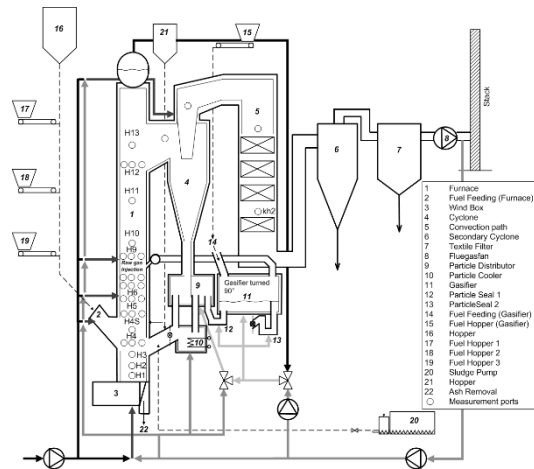 16
21
15
17
18
19
H13
H12
H11
1
H10
H9
Raw gas
Injection
H6
H5
H4S
H4
H3
H2
H1
2
3
22
4
5
kh2
14
Gasifier turned
90°
9
11
12
13
10
6
7
8
Stack
20
1 Furnace
2 Fuel Feeding (Furnace)
3 Wind Box
4 Cyclone
5 Convection path
6 Secondary Cyclone
7 Textile Filter
8 Fluegasfan
9 Particle Distributor
10 Particle Cooler
11 Gasifier
12 Particle Seal 1
13 ParticleSeal 2
14 Fuel Feeding (Gasifier)
15 Fuel Hopper (Gasifier)
16 Hopper
17 Fuel Hopper 1
18 Fuel Hopper 2
19 Fuel Hopper 3
20 Sludge Pump
21 Hopper
22 Ash Removal
Measurement ports